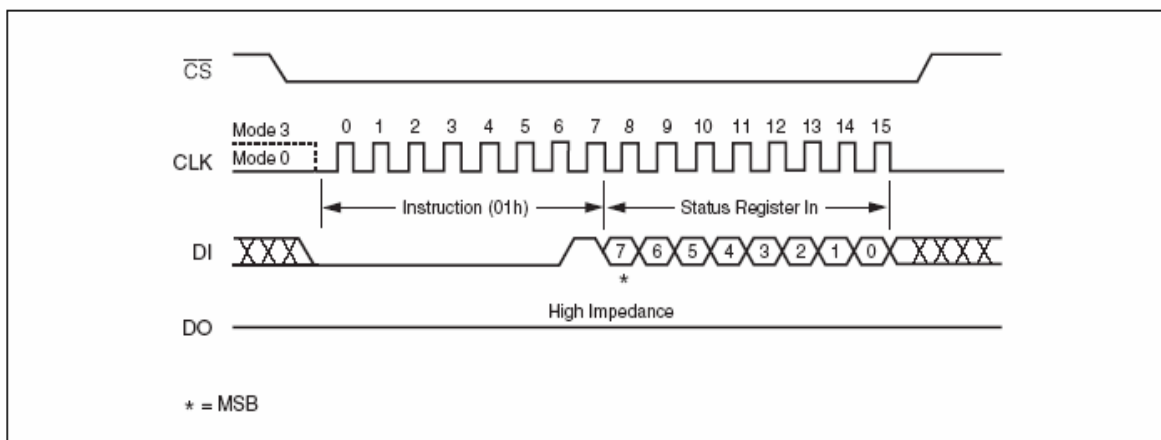 CS
Mode 3 0 1 2 3 4 5 6 7 8 9 10 11 12 13 14 15
CLK Mode 0
Instruction (01h) Status Register In
DI 7 6 5 4 3 2 1 0
*
High Impedance
DO
* = MSB